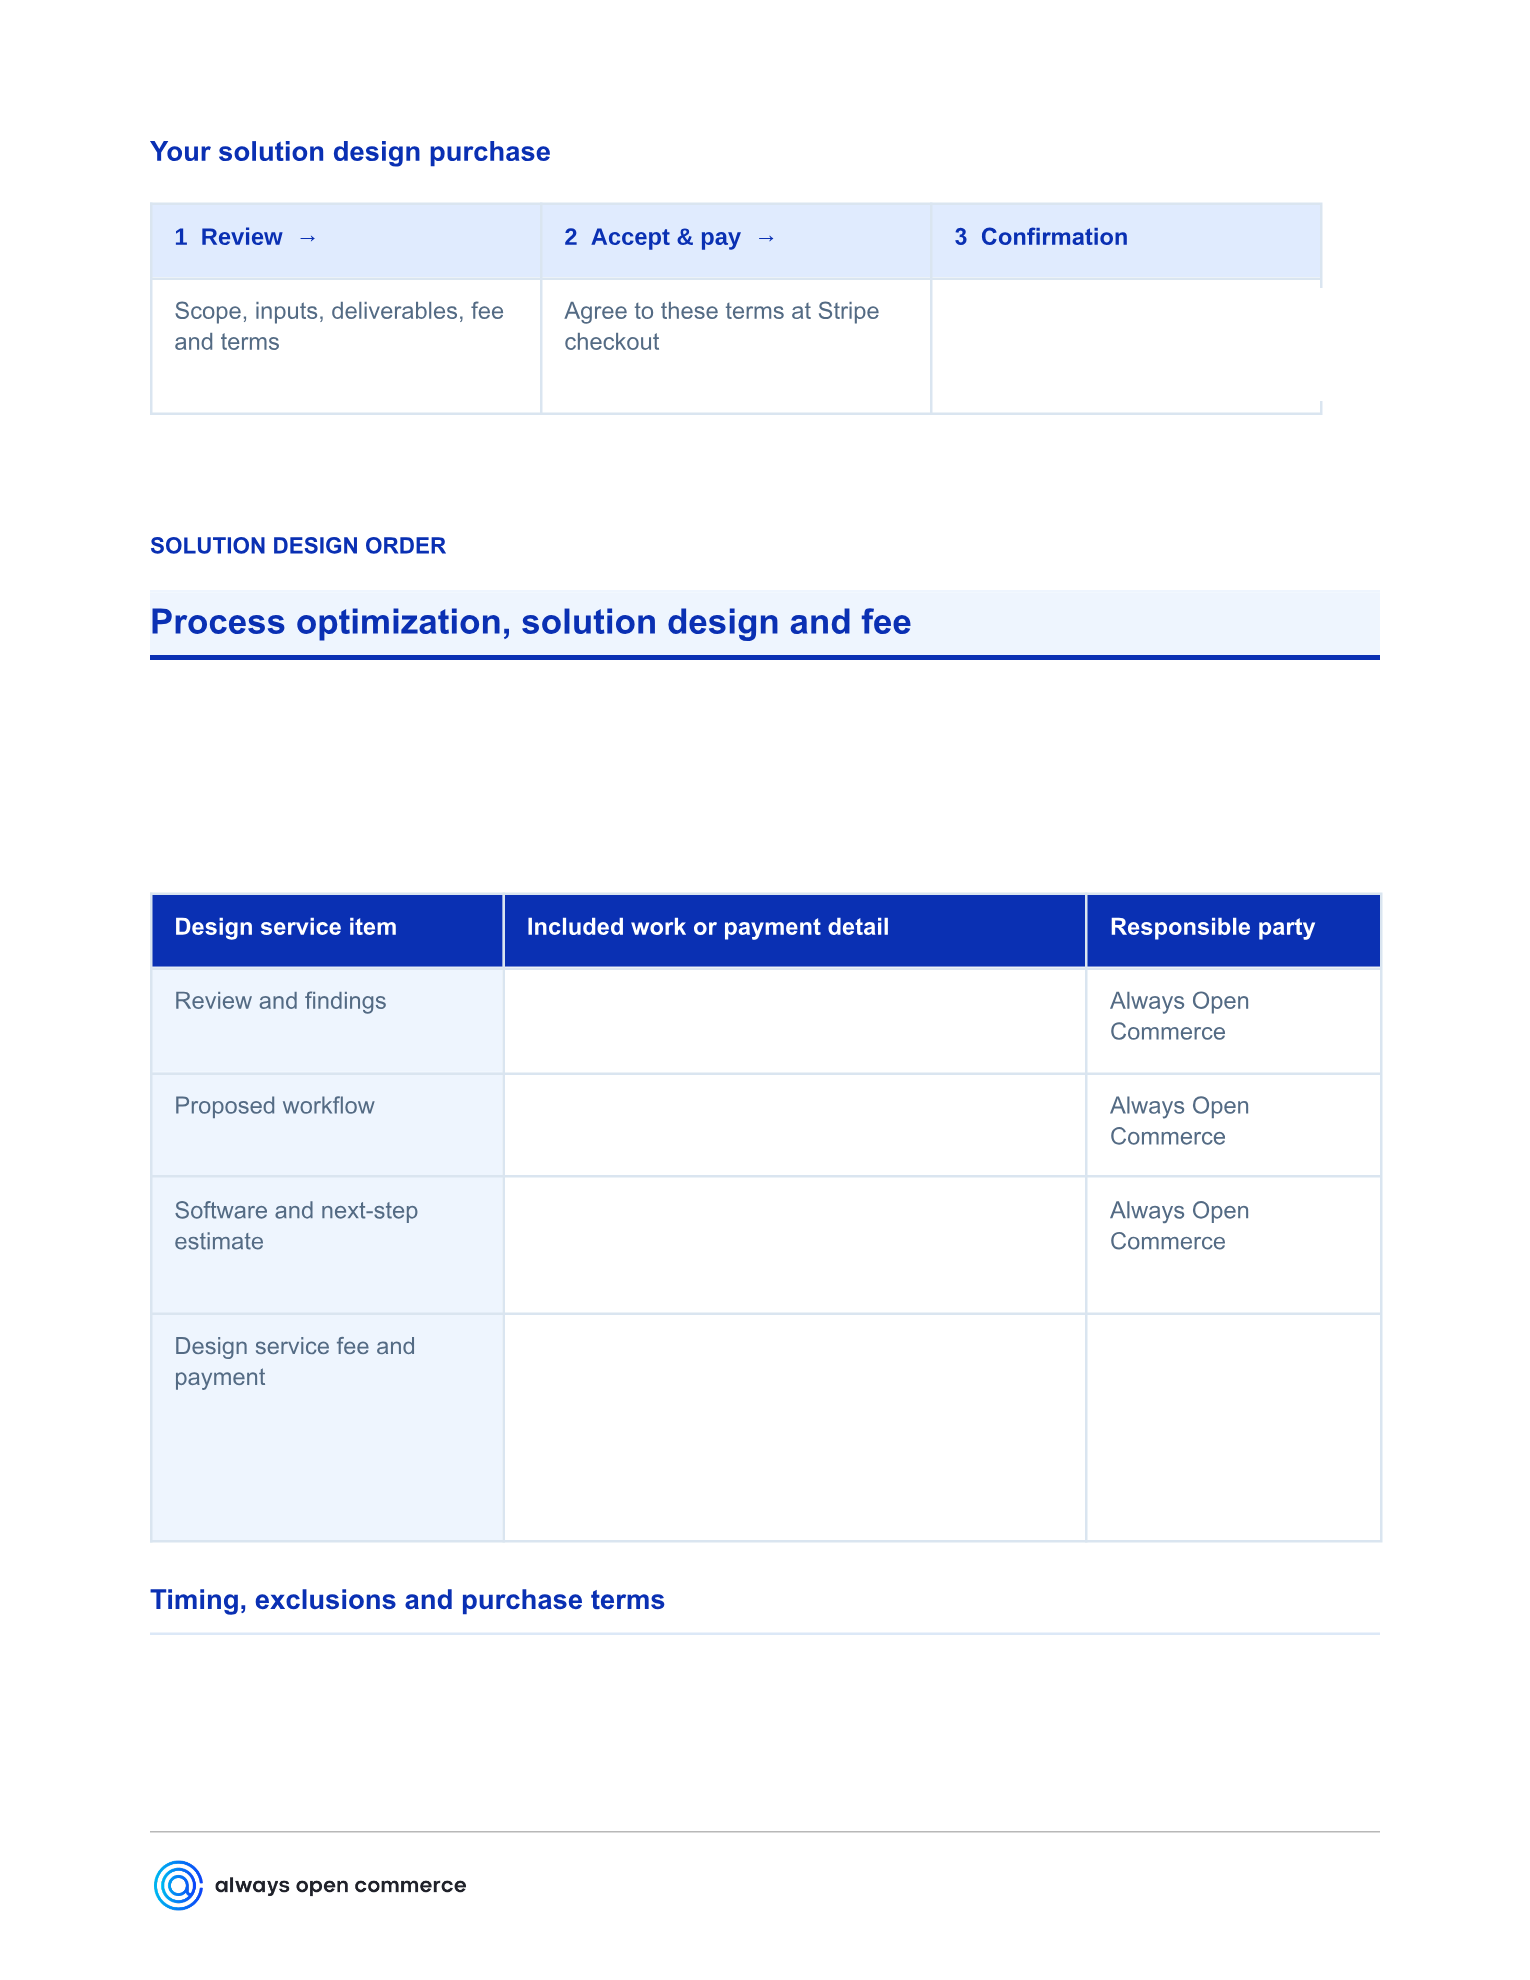 Your solution design purchase
1 Review → 2 Accept & pay → 3 Confirmation
Scope, inputs, deliverables, fee
and terms
Agree to these terms at Stripe
checkout
SOLUTION DESIGN ORDER
Process optimization, solution design and fee
Design service item Included work or payment detail Responsible party
Review and findings
Always Open
Commerce
Proposed workflow
Always Open
Commerce
Software and next-step
estimate
Always Open
Commerce
Design service fee and
payment
Timing, exclusions and purchase terms
always open commerce